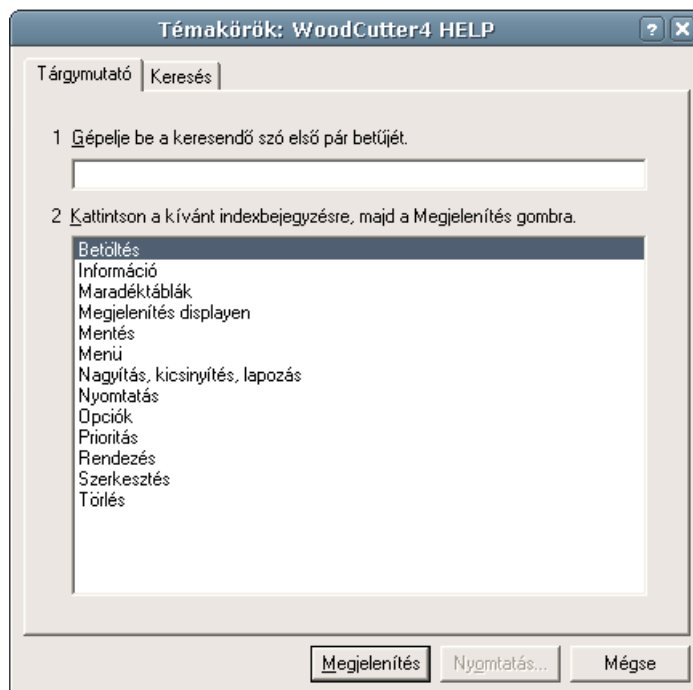 Témakörök: WoodCutter4 HELP
Tárgymutató Keresés
1 Gépelje be a keresendő szó első pár betűjét.
2 Kattintson a kívánt indexbejegyzésre, majd a Megjelenítés gombra.
Betöltés
Információ
Maradéktáblák
Megjelenítés displayen
Mentés
Menü
Nagyítás, kicsinyítés, lapozás
Nyomtatás
Opciók
Prioritás
Rendezés
Szerkesztés
Törlés
Megjelenítés Nyomtatás... Mégse